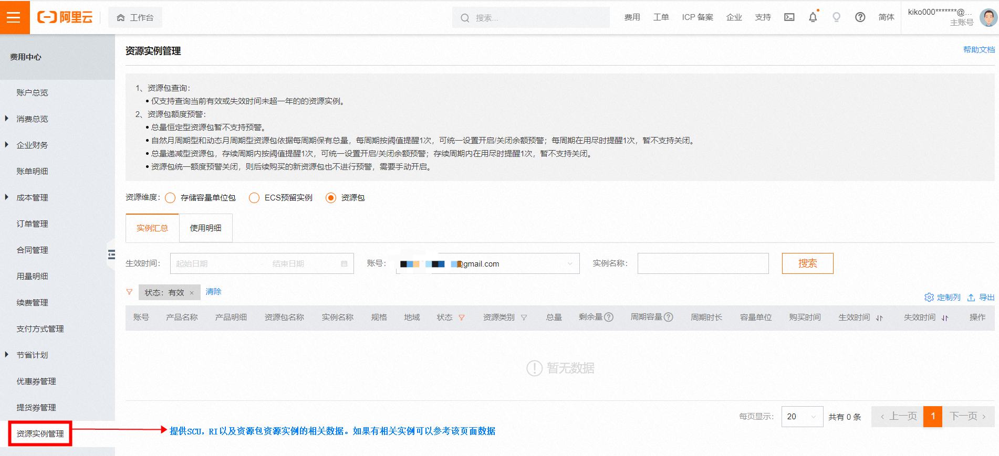 阿里云
工作台
搜索...
费用
工单
ICP 备案
企业
支持
简体
kiko000*******@...
主账号
费用中心
账户总览
消费总览
企业财务
账单明细
成本管理
订单管理
合同管理
用量明细
续费管理
支付方式管理
节省计划
优惠券管理
提货券管理
资源实例管理
资源实例管理
帮助文档
1、资源包查询:
• 仅支持查询当前有效或失效时间未超一年的的资源实例。
2、资源包额度预警:
• 总量恒定型资源包暂不支持预警。
• 自然月周期型和动态月周期型资源包依据每周期保有总量，每周期按阈值提醒1次，可统一设置开启/关闭余额预警；每周期在用尽时提醒1次，暂不支持关闭。
• 总量递减型资源包，存续周期内按阈值提醒1次，可统一设置开启/关闭余额预警；存续周期内在用尽时提醒1次，暂不支持关闭。
• 资源包统一额度预警关闭，则后续购买的新资源包也不进行预警，需要手动开启。
资源维度: 存储容量单位包 ECS预留实例 资源包
实例汇总 使用明细
生效时间: 起始日期 - 结束日期 账号: @gmail.com 实例名称: 搜索
状态: 有效 × 清除
定制列 导出
账号 产品名称 产品明细 资源包名称 实例名称 规格 地域 状态 资源类别 总量 剩余量 周期容量 周期时长 容量单位 购买时间 生效时间 失效时间 操作
暂无数据
每页显示: 20 共有 0 条 上一页 1 下一页
提供SCU，RI以及资源包资源实例的相关数据。如果有相关实例可以参考该页面数据